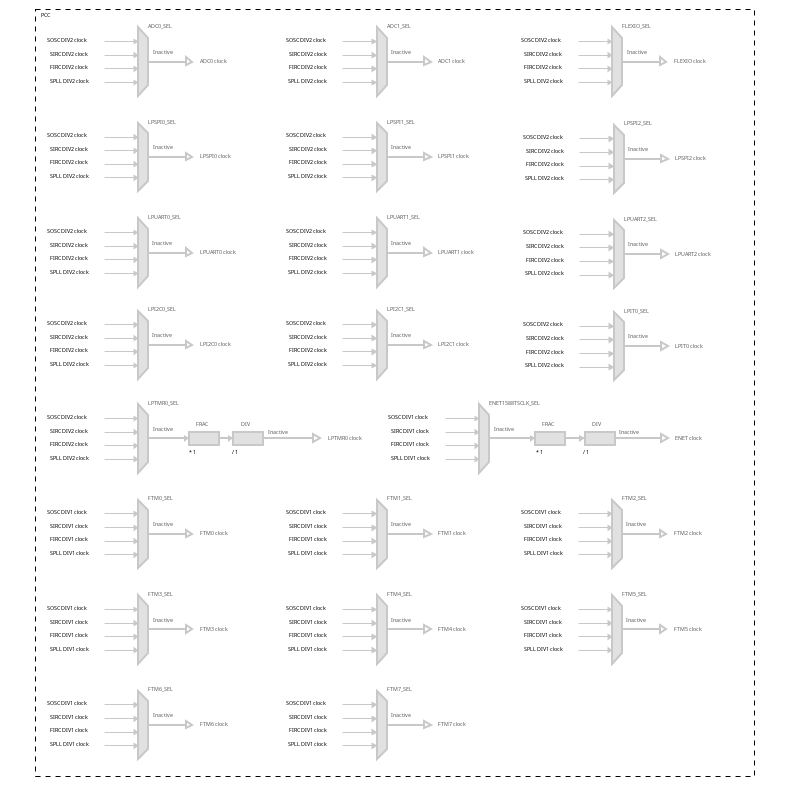 PCC
ADC0_SEL
SOSCDIV2 clock
SIRCDIV2 clock
FIRCDIV2 clock
SPLL DIV2 clock
Inactive
ADC0 clock
ADC1_SEL
SOSCDIV2 clock
SIRCDIV2 clock
FIRCDIV2 clock
SPLL DIV2 clock
Inactive
ADC1 clock
FLEXIO_SEL
SOSCDIV2 clock
SIRCDIV2 clock
FIRCDIV2 clock
SPLL DIV2 clock
Inactive
FLEXIO clock
LPSPI0_SEL
SOSCDIV2 clock
SIRCDIV2 clock
FIRCDIV2 clock
SPLL DIV2 clock
Inactive
LPSPI0 clock
LPSPI1_SEL
SOSCDIV2 clock
SIRCDIV2 clock
FIRCDIV2 clock
SPLL DIV2 clock
Inactive
LPSPI1 clock
LPSPI2_SEL
SOSCDIV2 clock
SIRCDIV2 clock
FIRCDIV2 clock
SPLL DIV2 clock
Inactive
LPSPI2 clock
LPUART0_SEL
SOSCDIV2 clock
SIRCDIV2 clock
FIRCDIV2 clock
SPLL DIV2 clock
Inactive
LPUART0 clock
LPUART1_SEL
SOSCDIV2 clock
SIRCDIV2 clock
FIRCDIV2 clock
SPLL DIV2 clock
Inactive
LPUART1 clock
LPUART2_SEL
SOSCDIV2 clock
SIRCDIV2 clock
FIRCDIV2 clock
SPLL DIV2 clock
Inactive
LPUART2 clock
LPI2C0_SEL
SOSCDIV2 clock
SIRCDIV2 clock
FIRCDIV2 clock
SPLL DIV2 clock
Inactive
LPI2C0 clock
LPI2C1_SEL
SOSCDIV2 clock
SIRCDIV2 clock
FIRCDIV2 clock
SPLL DIV2 clock
Inactive
LPI2C1 clock
LPIT0_SEL
SOSCDIV2 clock
SIRCDIV2 clock
FIRCDIV2 clock
SPLL DIV2 clock
Inactive
LPIT0 clock
LPTMR0_SEL
SOSCDIV2 clock
SIRCDIV2 clock
FIRCDIV2 clock
SPLL DIV2 clock
Inactive
FRAC
* 1
DIV
/ 1
Inactive
LPTMR0 clock
ENET1588TSCLK_SEL
SOSCDIV1 clock
SIRCDIV1 clock
FIRCDIV1 clock
SPLL DIV1 clock
Inactive
FRAC
* 1
DIV
/ 1
Inactive
ENET clock
FTM0_SEL
SOSCDIV1 clock
SIRCDIV1 clock
FIRCDIV1 clock
SPLL DIV1 clock
Inactive
FTM0 clock
FTM1_SEL
SOSCDIV1 clock
SIRCDIV1 clock
FIRCDIV1 clock
SPLL DIV1 clock
Inactive
FTM1 clock
FTM2_SEL
SOSCDIV1 clock
SIRCDIV1 clock
FIRCDIV1 clock
SPLL DIV1 clock
Inactive
FTM2 clock
FTM3_SEL
SOSCDIV1 clock
SIRCDIV1 clock
FIRCDIV1 clock
SPLL DIV1 clock
Inactive
FTM3 clock
FTM4_SEL
SOSCDIV1 clock
SIRCDIV1 clock
FIRCDIV1 clock
SPLL DIV1 clock
Inactive
FTM4 clock
FTM5_SEL
SOSCDIV1 clock
SIRCDIV1 clock
FIRCDIV1 clock
SPLL DIV1 clock
Inactive
FTM5 clock
FTM6_SEL
SOSCDIV1 clock
SIRCDIV1 clock
FIRCDIV1 clock
SPLL DIV1 clock
Inactive
FTM6 clock
FTM7_SEL
SOSCDIV1 clock
SIRCDIV1 clock
FIRCDIV1 clock
SPLL DIV1 clock
Inactive
FTM7 clock